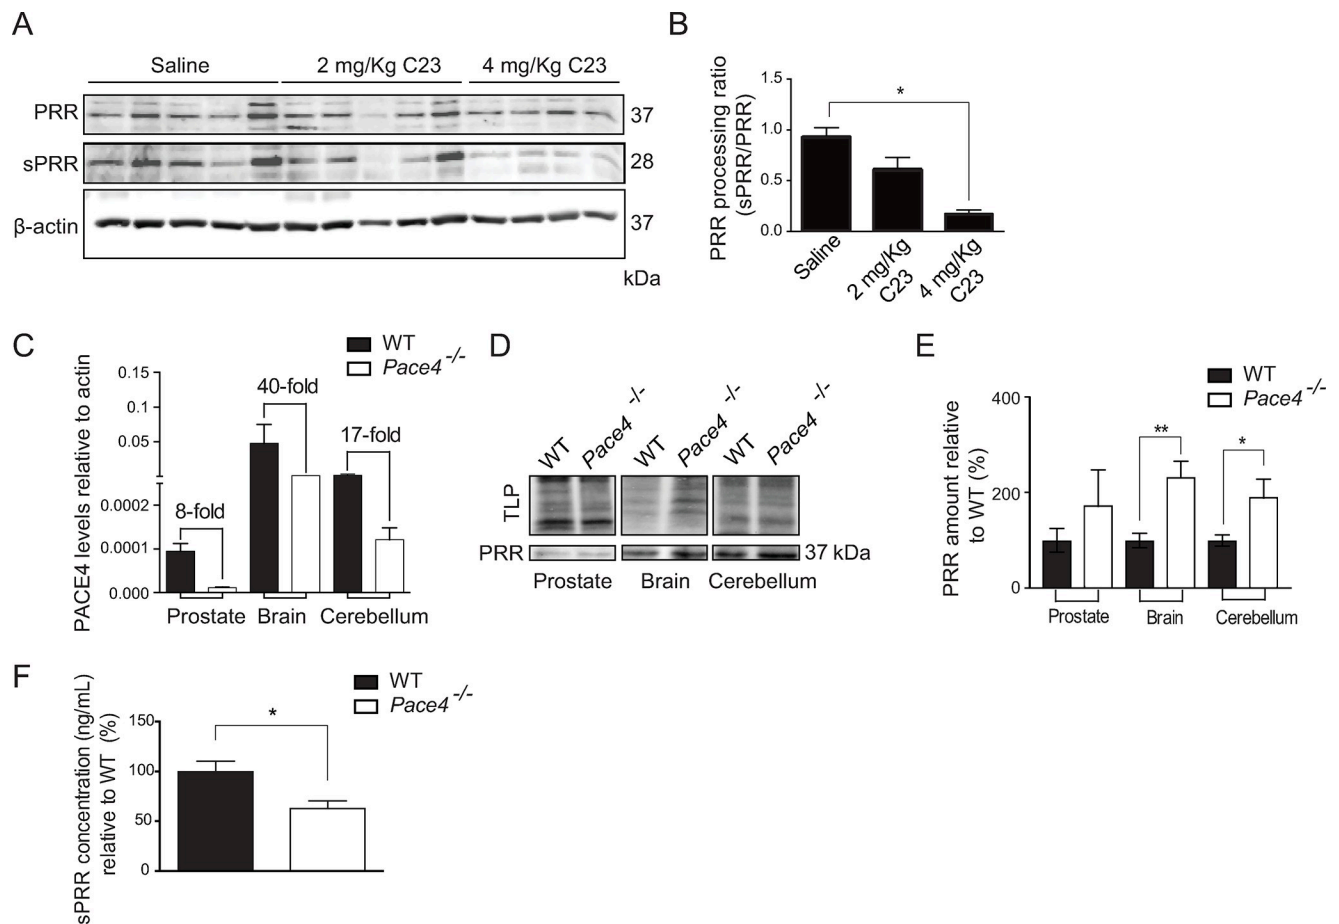 A
Saline
2 mg/Kg C23
4 mg/Kg C23
PRR
37
sPRR
28
β-actin
37
kDa
B
PRR processing ratio
(sPRR/PRR)
1.5
1.0
0.5
0.0
*
Saline
2 mg/Kg
C23
4 mg/Kg
C23
C
PACE4 levels relative to actin
WT
Pace4 -/-
0.15
0.1
0.05
0.0002
0.0001
0.000
8-fold
40-fold
17-fold
Prostate
Brain
Cerebellum
D
WT
Pace4 -/-
WT
Pace4 -/-
WT
Pace4 -/-
TLP
PRR
37 kDa
Prostate
Brain
Cerebellum
E
PRR amount relative
to WT (%)
WT
Pace4 -/-
400
200
0
**
*
Prostate
Brain
Cerebellum
F
sPRR concentration (ng/mL)
relative to WT (%)
WT
Pace4 -/-
150
100
50
0
*